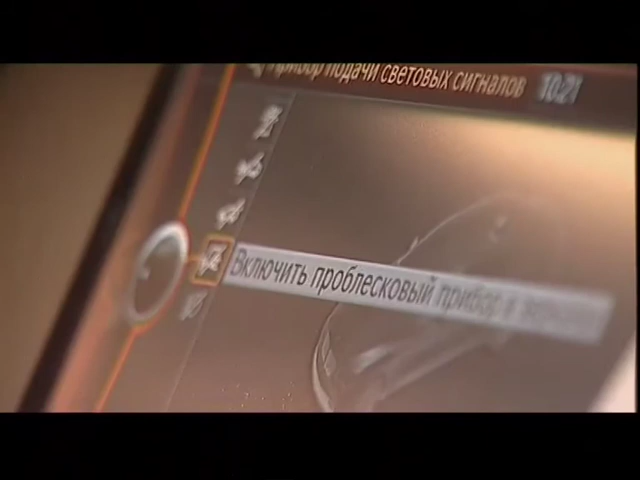 Прибор подачи световых сигналов 10:21
Включить проблесковый прибор